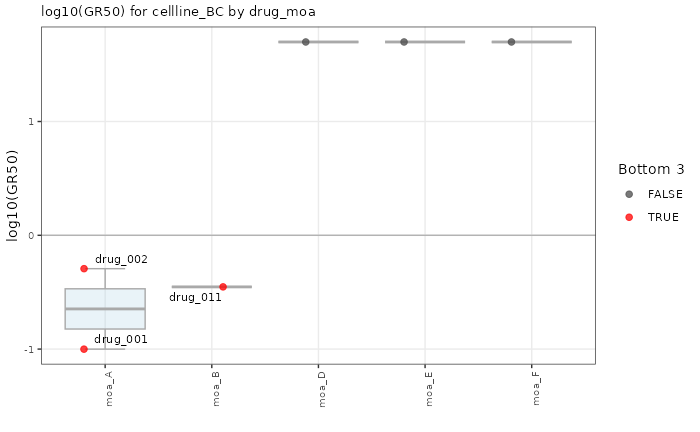 log10(GR50) for cellline_BC by drug_moa
log10(GR50)
1
0
-1
drug_002
drug_011
drug_001
moa_A
moa_B
moa_D
moa_E
moa_F
Bottom 3
FALSE
TRUE